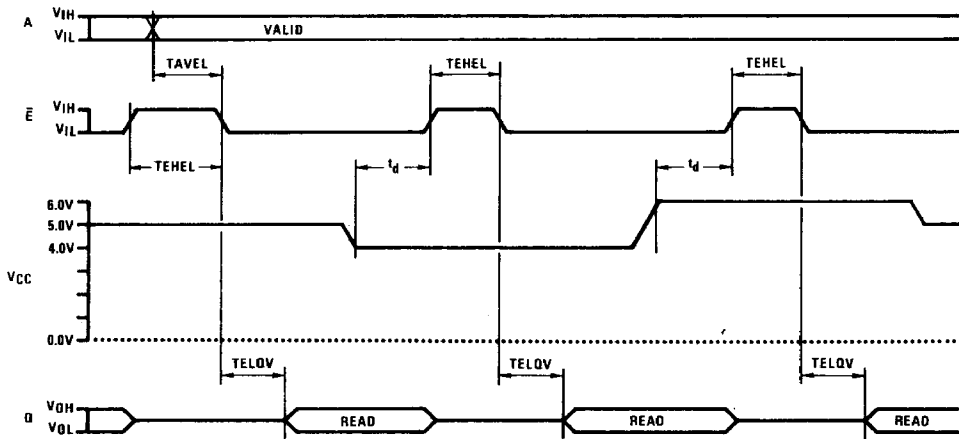 A
VIH
VIL
VALID
TAVEL
TEHEL
TEHEL
Ē
VIH
VIL
TEHEL
td
td
VCC
6.0V
5.0V
4.0V
0.0V
TELQV
TELQV
TELQV
Q
VOH
VOL
READ
READ
READ